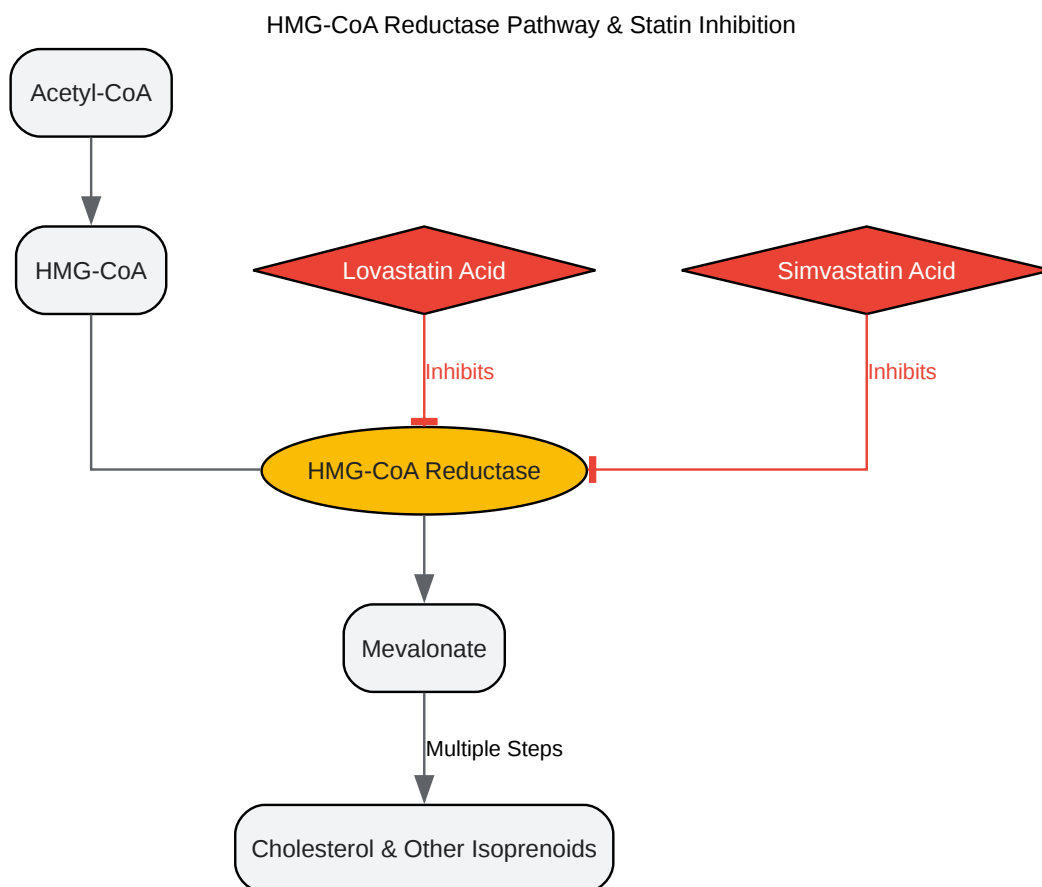 HMG-CoA Reductase Pathway & Statin Inhibition
Acetyl-CoA
HMG-CoA
Lovastatin Acid
Simvastatin Acid
Inhibits
Inhibits
HMG-CoA Reductase
Mevalonate
Multiple Steps
Cholesterol & Other Isoprenoids